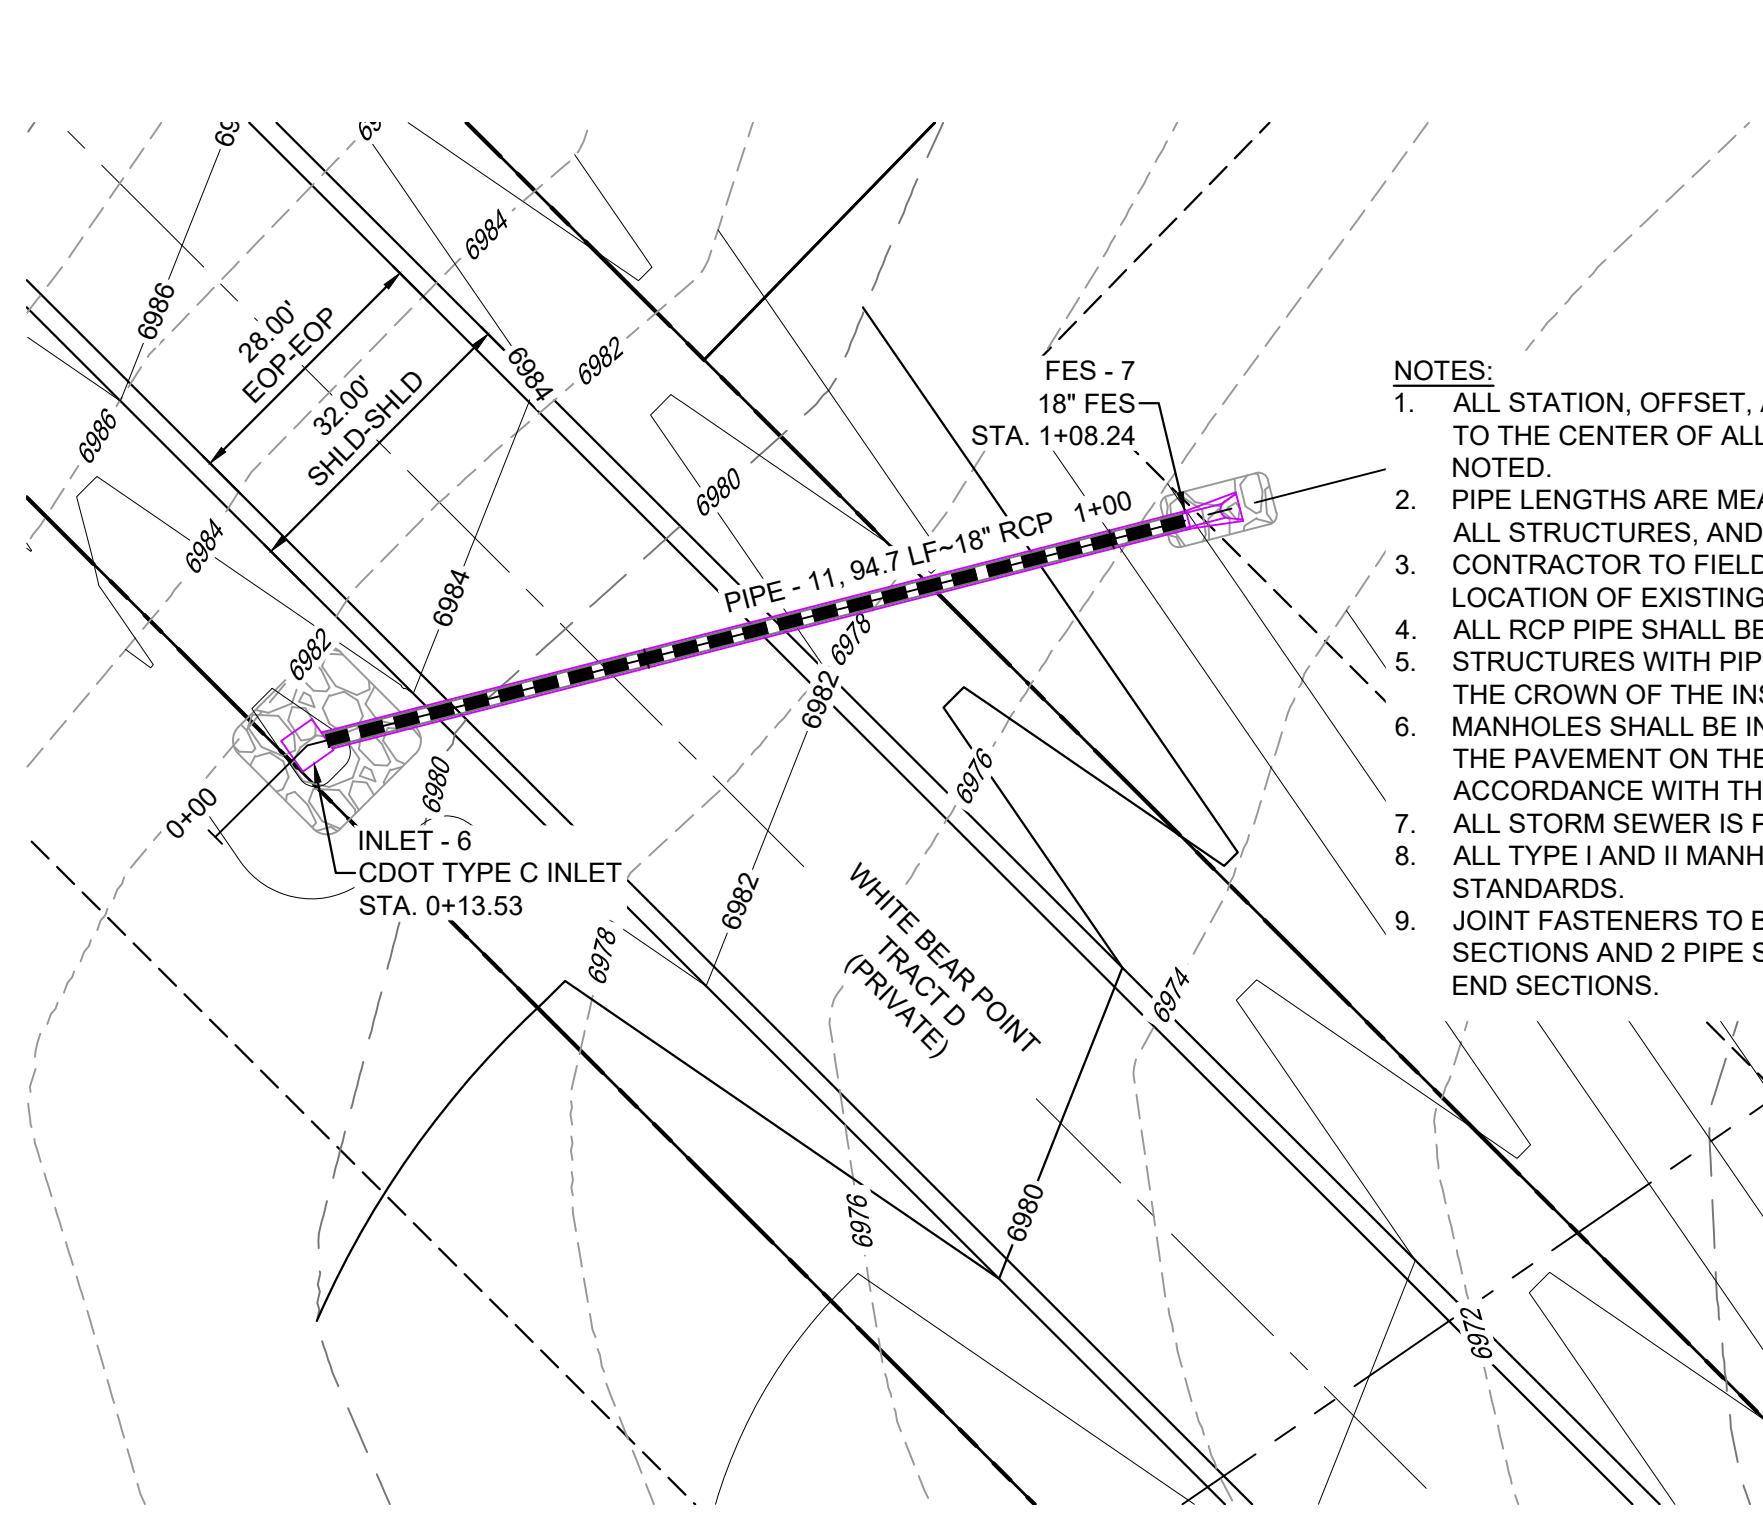 69
69
6986
6984
28.00'
EOP-EOP
32.00'
SHLD-SHLD
6984
6982
6986
6984
6980
6984
6982
FES - 7
18" FES
STA. 1+08.24
PIPE - 11, 94.7 LF~18" RCP
1+00
6978
6982
6980
6976
0+00
INLET - 6
CDOT TYPE C INLET
STA. 0+13.53
6982
6978
WHITE BEAR POINT
TRACT D
(PRIVATE)
6974
6976
6980
6972
NOTES:
1. ALL STATION, OFFSET,
TO THE CENTER OF ALL
NOTED.
2. PIPE LENGTHS ARE MEA
ALL STRUCTURES, AND
3. CONTRACTOR TO FIELD
LOCATION OF EXISTING
4. ALL RCP PIPE SHALL BE
5. STRUCTURES WITH PIP
THE CROWN OF THE INS
6. MANHOLES SHALL BE IN
THE PAVEMENT ON THE
ACCORDANCE WITH TH
7. ALL STORM SEWER IS P
8. ALL TYPE I AND II MANH
STANDARDS.
9. JOINT FASTENERS TO B
SECTIONS AND 2 PIPE S
END SECTIONS.